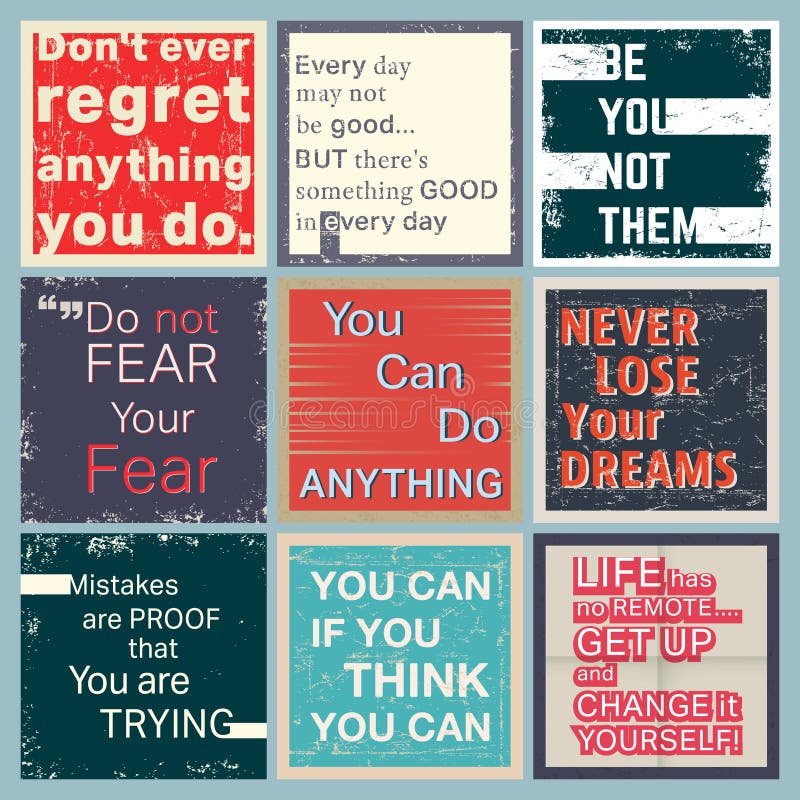 Don't ever
regret
anything
you do.
Every day
may not
be good...
BUT there's
something GOOD
in every day
BE
YOU
NOT
THEM
“” Do not
FEAR
Your
Fear
You
Can
Do
ANYTHING
NEVER
LOSE
Your
DREAMS
Mistakes
are PROOF
that
You are
TRYING
YOU CAN
IF YOU
THINK
YOU CAN
LIFE has
no REMOTE....
GET UP
and
CHANGE it
YOURSELF!
dreamstime